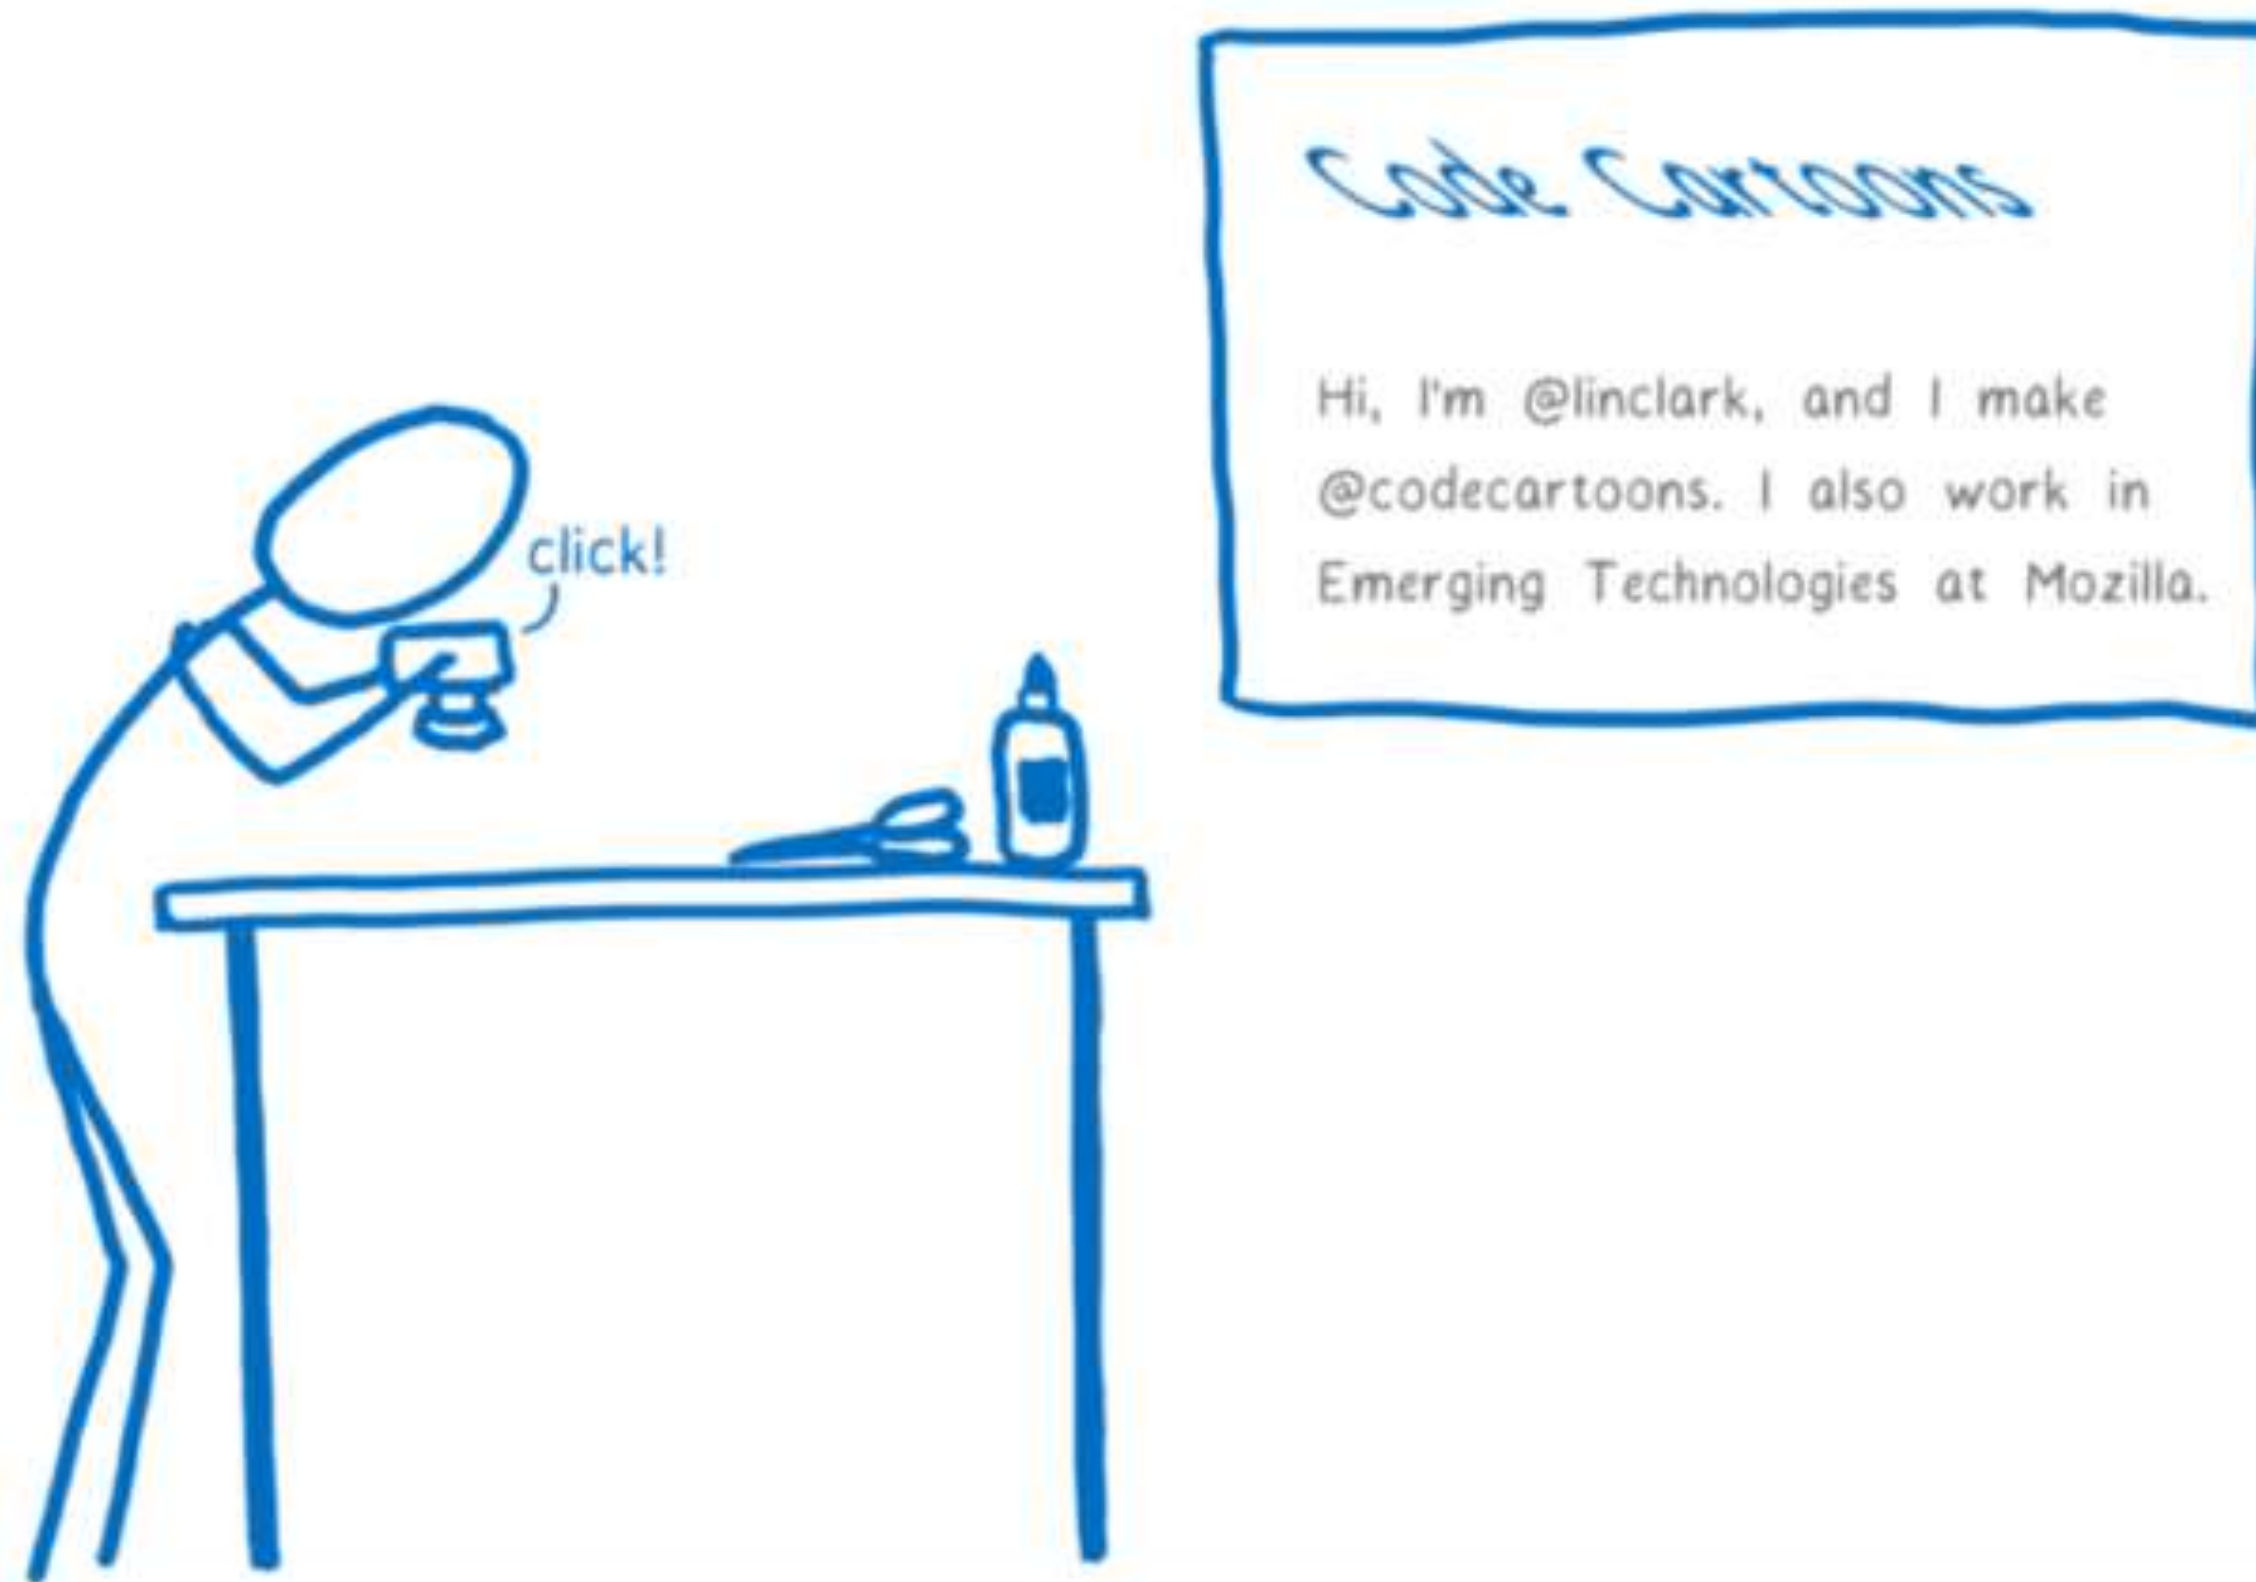 Code Cartoons
Hi, I'm @linclark, and I make
@codecartoons. I also work in
Emerging Technologies at Mozilla.
click!